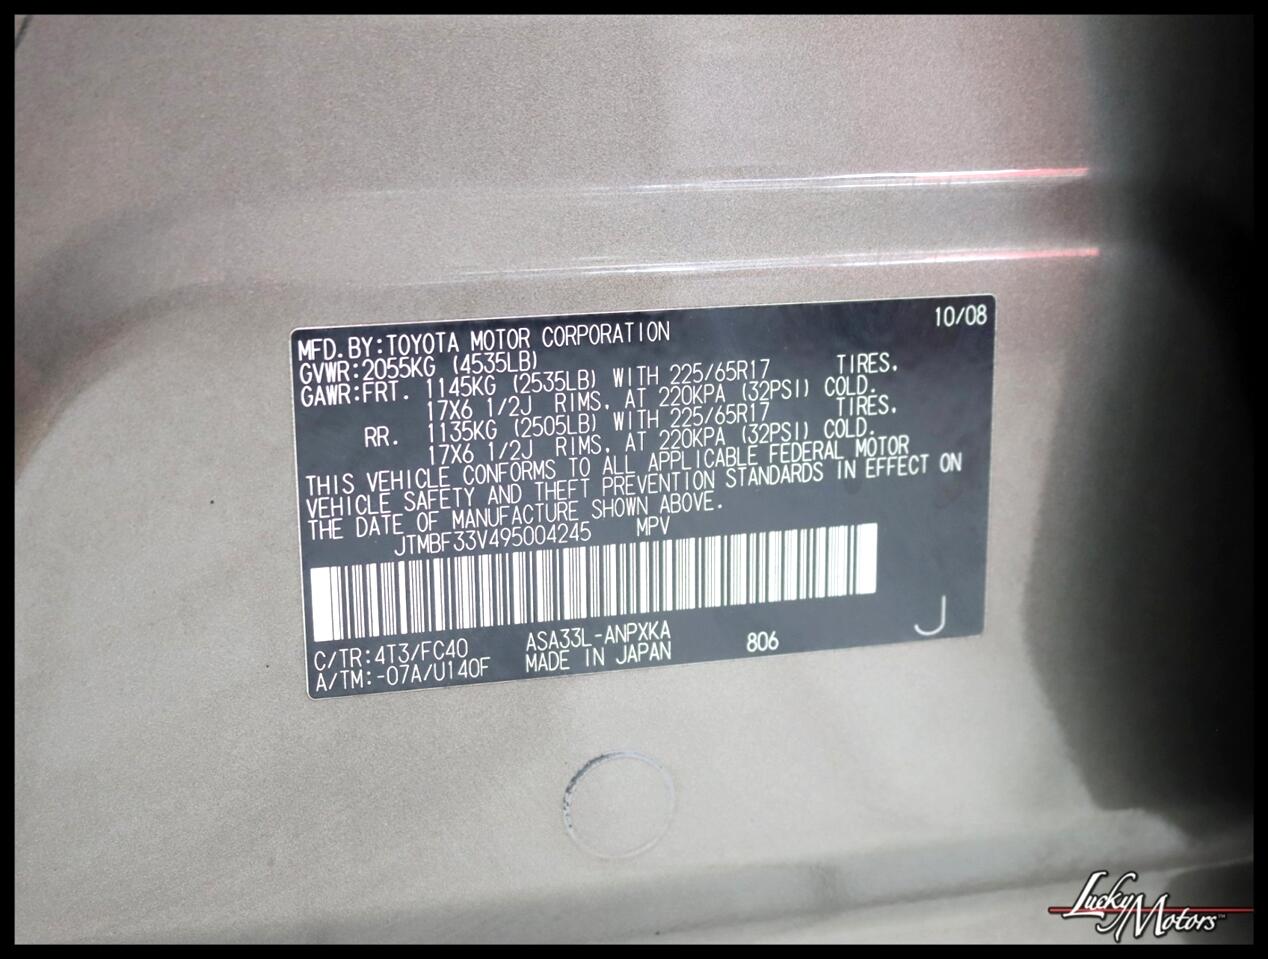 10/08
MFD.BY:TOYOTA MOTOR CORPORATION
GVWR:2055KG (4535LB)
GAWR:FRT. 1145KG (2535LB) WITH 225/65R17 TIRES,
17X6 1/2J RIMS, AT 220KPA (32PSI) COLD.
RR. 1135KG (2505LB) WITH 225/65R17 TIRES,
17X6 1/2J RIMS, AT 220KPA (32PSI) COLD.
THIS VEHICLE CONFORMS TO ALL APPLICABLE FEDERAL MOTOR
VEHICLE SAFETY AND THEFT PREVENTION STANDARDS IN EFFECT ON
THE DATE OF MANUFACTURE SHOWN ABOVE.
JTMBF33V495004245 MPV
C/TR:4T3/FC40 ASA33L-ANPXKA 806 J
A/TM:-07A/U140F MADE IN JAPAN
Lucky Motors™